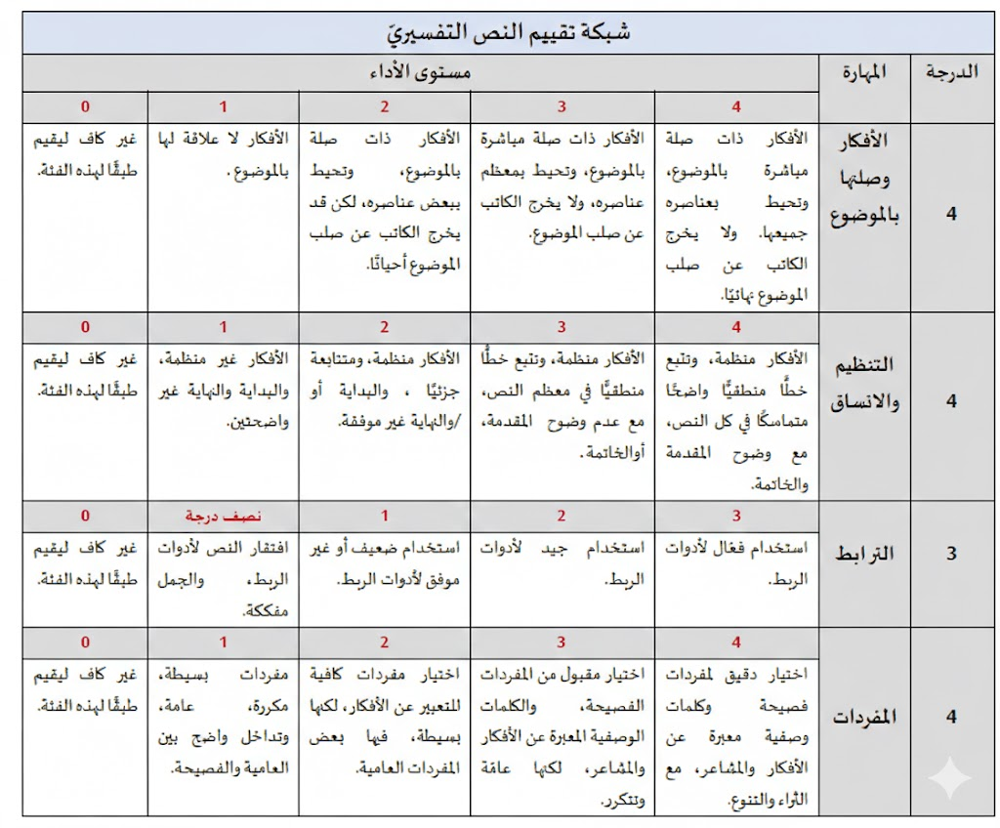 شبكة تقييم النص التفسيريّ
الدرجة المهارة مستوى الأداء
4 3 2 1 0
4
الأفكار
وصلتها
بالموضوع
الأفكار ذات صلة
مباشرة بالموضوع،
وتحيط بعناصره
جميعها. ولا يخرج
الكاتب عن صلب
الموضوع نهائيًا.
الأفكار ذات صلة مباشرة
بالموضوع، وتحيط بمعظم
عناصره، ولا يخرج الكاتب
عن صلب الموضوع.
الأفكار ذات صلة
بالموضوع، وتحيط
ببعض عناصره، لكن قد
يخرج الكاتب عن صلب
الموضوع أحيانًا.
الأفكار لا علاقة لها
بالموضوع.
غير كاف ليقيم
طبقًا لهذه الفئة.
4 3 2 1 0
4
التنظيم
والاتساق
الأفكار منظمة، وتتبع
خطًّا منطقيًّا واضحًا
متماسكًا في كل النص،
مع وضوح المقدمة
والخاتمة.
الأفكار منظمة، وتتبع خطًّا
منطقيًّا في معظم النص،
مع عدم وضوح المقدمة،
أوالخاتمة.
الأفكار منظمة، ومتتابعة
جزئيًا ، والبداية أو
/والنهاية غير موفقة.
الأفكار غير منظمة،
والبداية والنهاية غير
واضحتين.
غير كاف ليقيم
طبقًا لهذه الفئة.
3 2 1 نصف درجة 0
3
الترابط
استخدام فعّال لأدوات
الربط.
استخدام جيد لأدوات
الربط.
استخدام ضعيف أو غير
موفق لأدوات الربط.
افتقار النص لأدوات
الربط، والجمل
مفككة.
غير كاف ليقيم
طبقًا لهذه الفئة.
4 3 2 1 0
4
المفردات
اختيار دقيق لمفردات
فصيحة وكلمات
وصفية معبرة عن
الأفكار والمشاعر، مع
الثراء والتنوع.
اختيار مقبول من المفردات
الفصيحة، والكلمات
الوصفية المعبرة عن الأفكار
والمشاعر، لكنها عامّة
وتتكرر.
اختيار مفردات كافية
للتعبير عن الأفكار، لكنها
بسيطة، فيها بعض
المفردات العامية.
مفردات بسيطة،
مكررة، عامة،
وتداخل واضح بين
العامية والفصيحة.
غير كاف ليقيم
طبقًا لهذه الفئة.